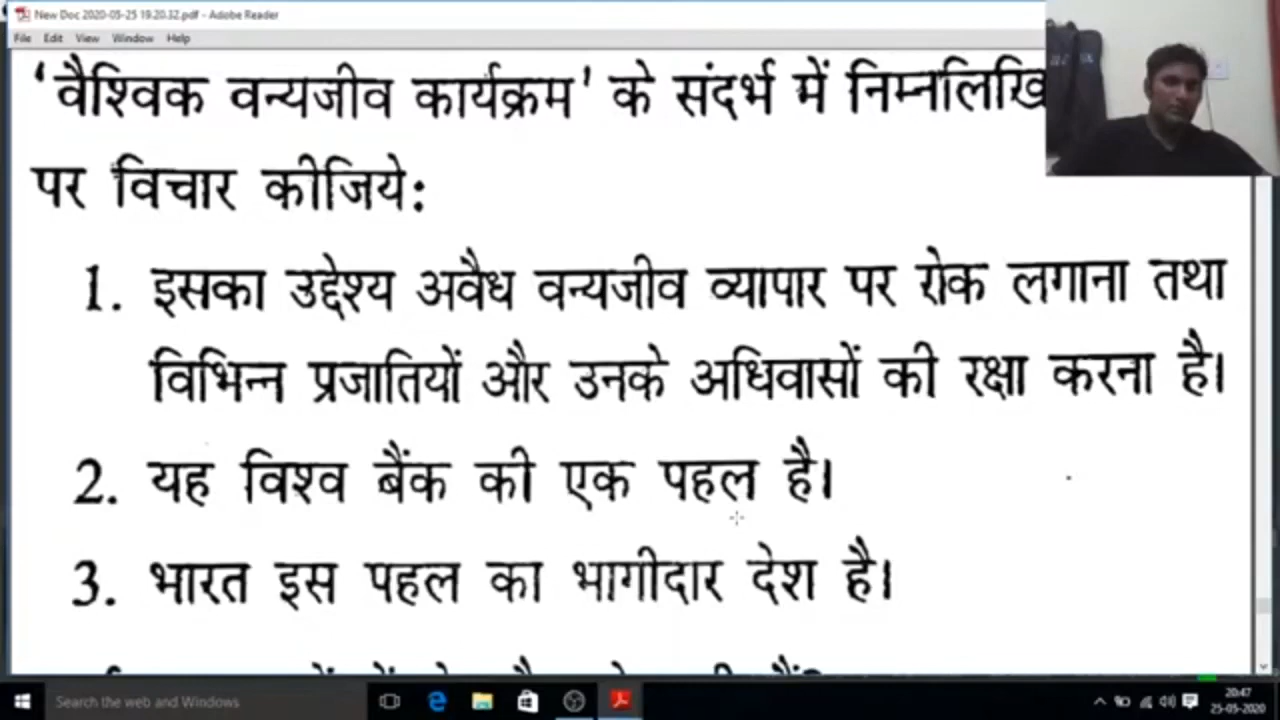 New Doc 2020-05-25 19.20.32.pdf - Adobe Reader
File Edit View Window Help
'वैश्विक वन्यजीव कार्यक्रम' के संदर्भ में
पर विचार कीजिये:
1. इसका उद्देश्य अवैध वन्यजीव व्यापार पर रोक लगाना तथा
विभिन्न प्रजातियों और उनके अधिवासों की रक्षा करना है।
2. यह विश्व बैंक की एक पहल है।
3. भारत इस पहल का भागीदार देश है।
Search the web and Windows
20:47
25-05-2020